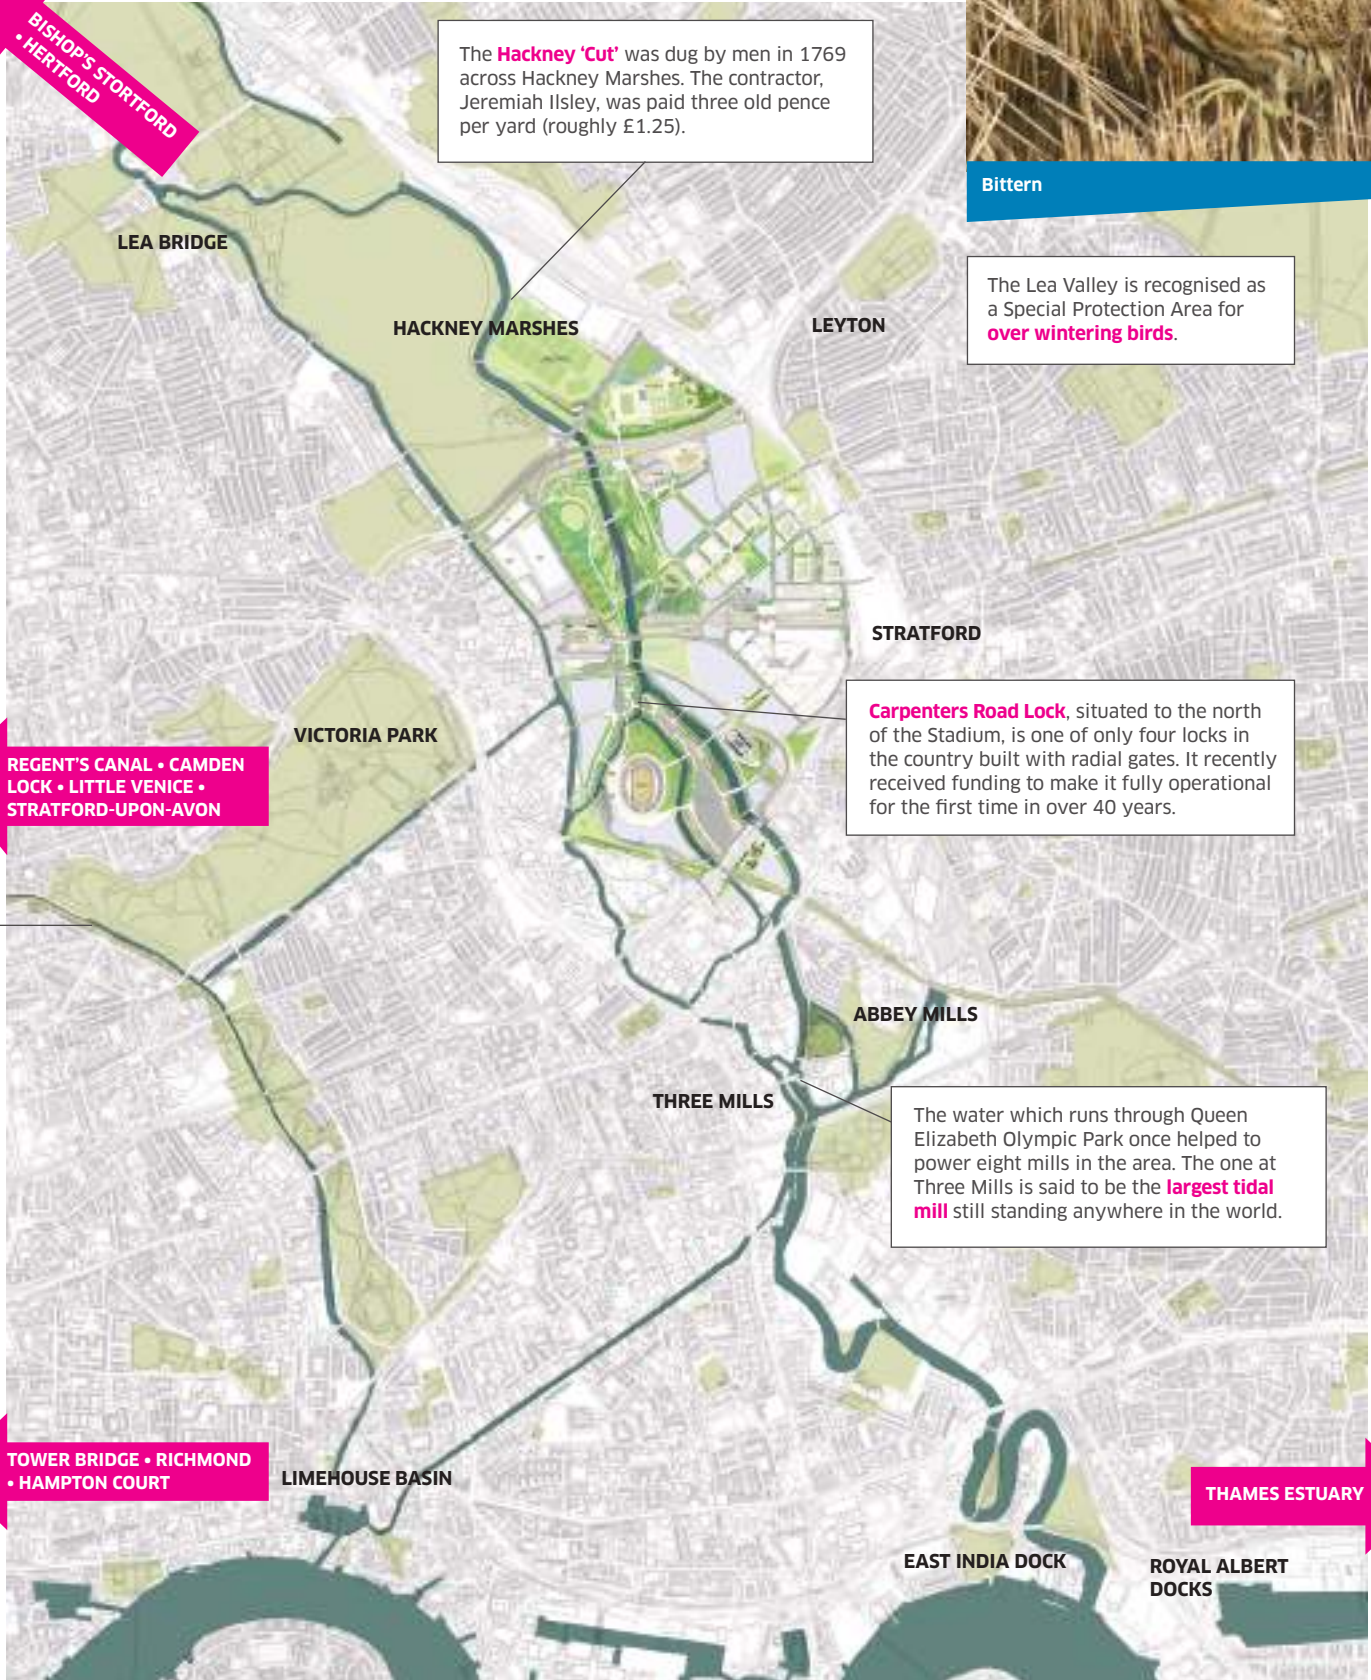 BISHOP'S STORTFORD
• HERTFORD
The Hackney ‘Cut’ was dug by men in 1769
across Hackney Marshes. The contractor,
Jeremiah Ilsley, was paid three old pence
per yard (roughly £1.25).
Bittern
LEA BRIDGE
The Lea Valley is recognised as
a Special Protection Area for
over wintering birds.
HACKNEY MARSHES
LEYTON
STRATFORD
Carpenters Road Lock, situated to the north
of the Stadium, is one of only four locks in
the country built with radial gates. It recently
received funding to make it fully operational
for the first time in over 40 years.
VICTORIA PARK
REGENT'S CANAL • CAMDEN
LOCK • LITTLE VENICE •
STRATFORD-UPON-AVON
ABBEY MILLS
THREE MILLS
The water which runs through Queen
Elizabeth Olympic Park once helped to
power eight mills in the area. The one at
Three Mills is said to be the largest tidal
mill still standing anywhere in the world.
TOWER BRIDGE • RICHMOND
• HAMPTON COURT
LIMEHOUSE BASIN
THAMES ESTUARY
EAST INDIA DOCK
ROYAL ALBERT
DOCKS